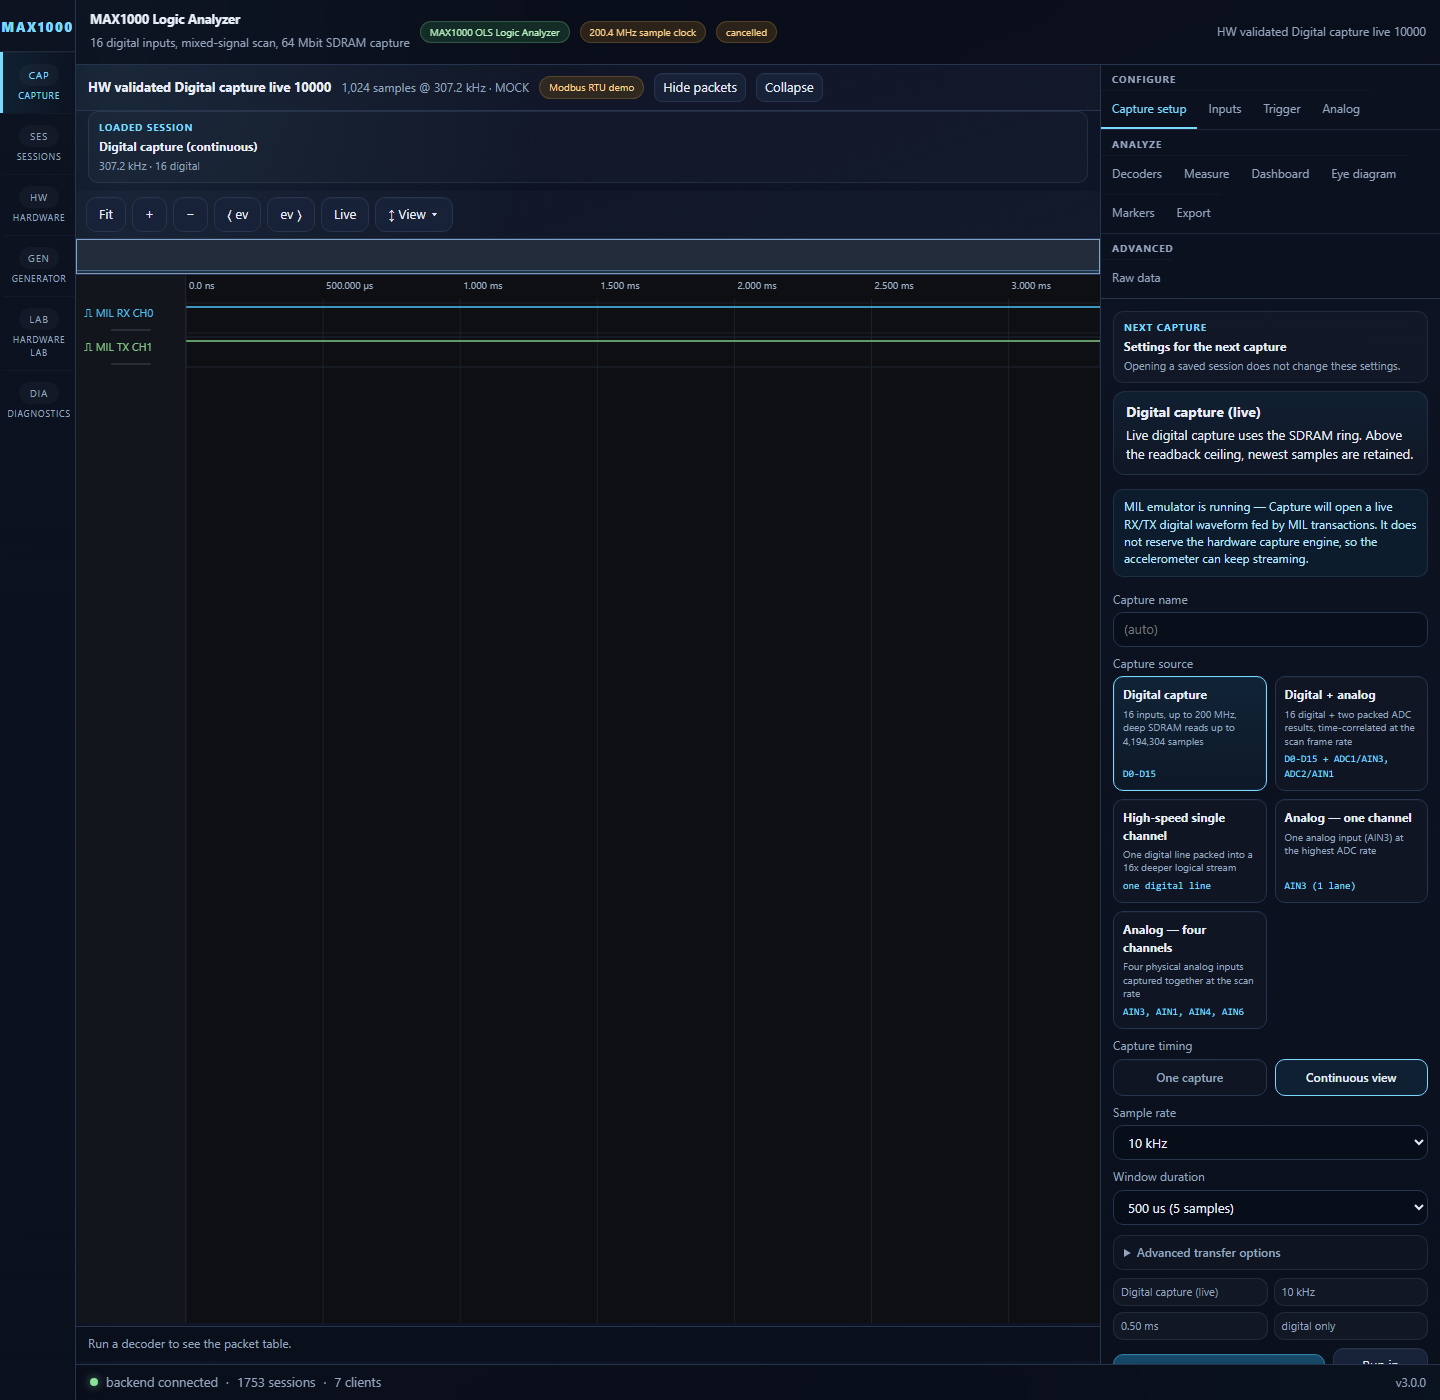 MAX1000
CAP
CAPTURE
SES
SESSIONS
HW
HARDWARE
GEN
GENERATOR
LAB
HARDWARE
LAB
DIA
DIAGNOSTICS
MAX1000 Logic Analyzer
16 digital inputs, mixed-signal scan, 64 Mbit SDRAM capture
MAX1000 OLS Logic Analyzer
200.4 MHz sample clock
cancelled
HW validated Digital capture live 10000
HW validated Digital capture live 10000
1,024 samples @ 307.2 kHz · MOCK
Modbus RTU demo
Hide packets
Collapse
LOADED SESSION
Digital capture (continuous)
307.2 kHz · 16 digital
Fit
+
−
⟨ ev
ev ⟩
Live
↕ View ▾
0.0 ns
500.000 µs
1.000 ms
1.500 ms
2.000 ms
2.500 ms
3.000 ms
MIL RX CH0
MIL TX CH1
Run a decoder to see the packet table.
CONFIGURE
Capture setup
Inputs
Trigger
Analog
ANALYZE
Decoders
Measure
Dashboard
Eye diagram
Markers
Export
ADVANCED
Raw data
NEXT CAPTURE
Settings for the next capture
Opening a saved session does not change these settings.
Digital capture (live)
Live digital capture uses the SDRAM ring. Above
the readback ceiling, newest samples are retained.
MIL emulator is running — Capture will open a live
RX/TX digital waveform fed by MIL transactions. It does
not reserve the hardware capture engine, so the
accelerometer can keep streaming.
Capture name
(auto)
Capture source
Digital capture
16 inputs, up to 200 MHz,
deep SDRAM reads up to
4,194,304 samples
D0-D15
Digital + analog
16 digital + two packed ADC
results, time-correlated at the
scan frame rate
D0-D15 + ADC1/AIN3,
ADC2/AIN1
High-speed single
channel
One digital line packed into a
16x deeper logical stream
one digital line
Analog — one channel
One analog input (AIN3) at
the highest ADC rate
AIN3 (1 lane)
Analog — four
channels
Four physical analog inputs
captured together at the scan
rate
AIN3, AIN1, AIN4, AIN6
Capture timing
One capture
Continuous view
Sample rate
10 kHz
Window duration
500 us (5 samples)
▶ Advanced transfer options
Digital capture (live)
10 kHz
0.50 ms
digital only
Run in
backend connected · 1753 sessions · 7 clients
v3.0.0